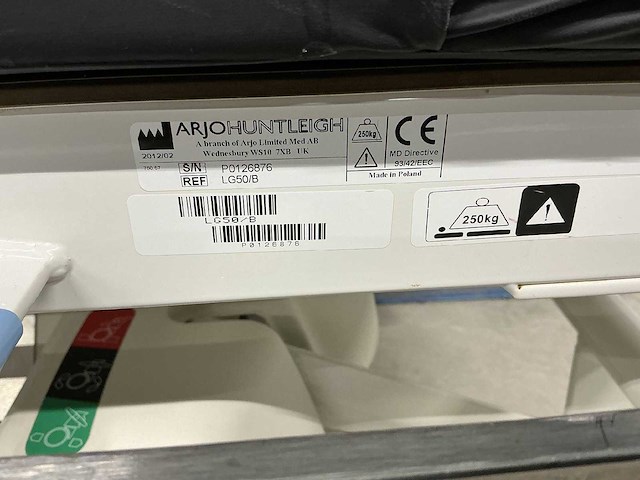 ARJOHUNTLEIGH
A branch of Arjo Limited Med AB
Wednesbury WS10 7XB UK
2012/02
S/N P0126876
REF LG50/B
250kg
CE
MD Directive
93/42/EEC
Made in Poland
LG50/B
P0126876
250kg